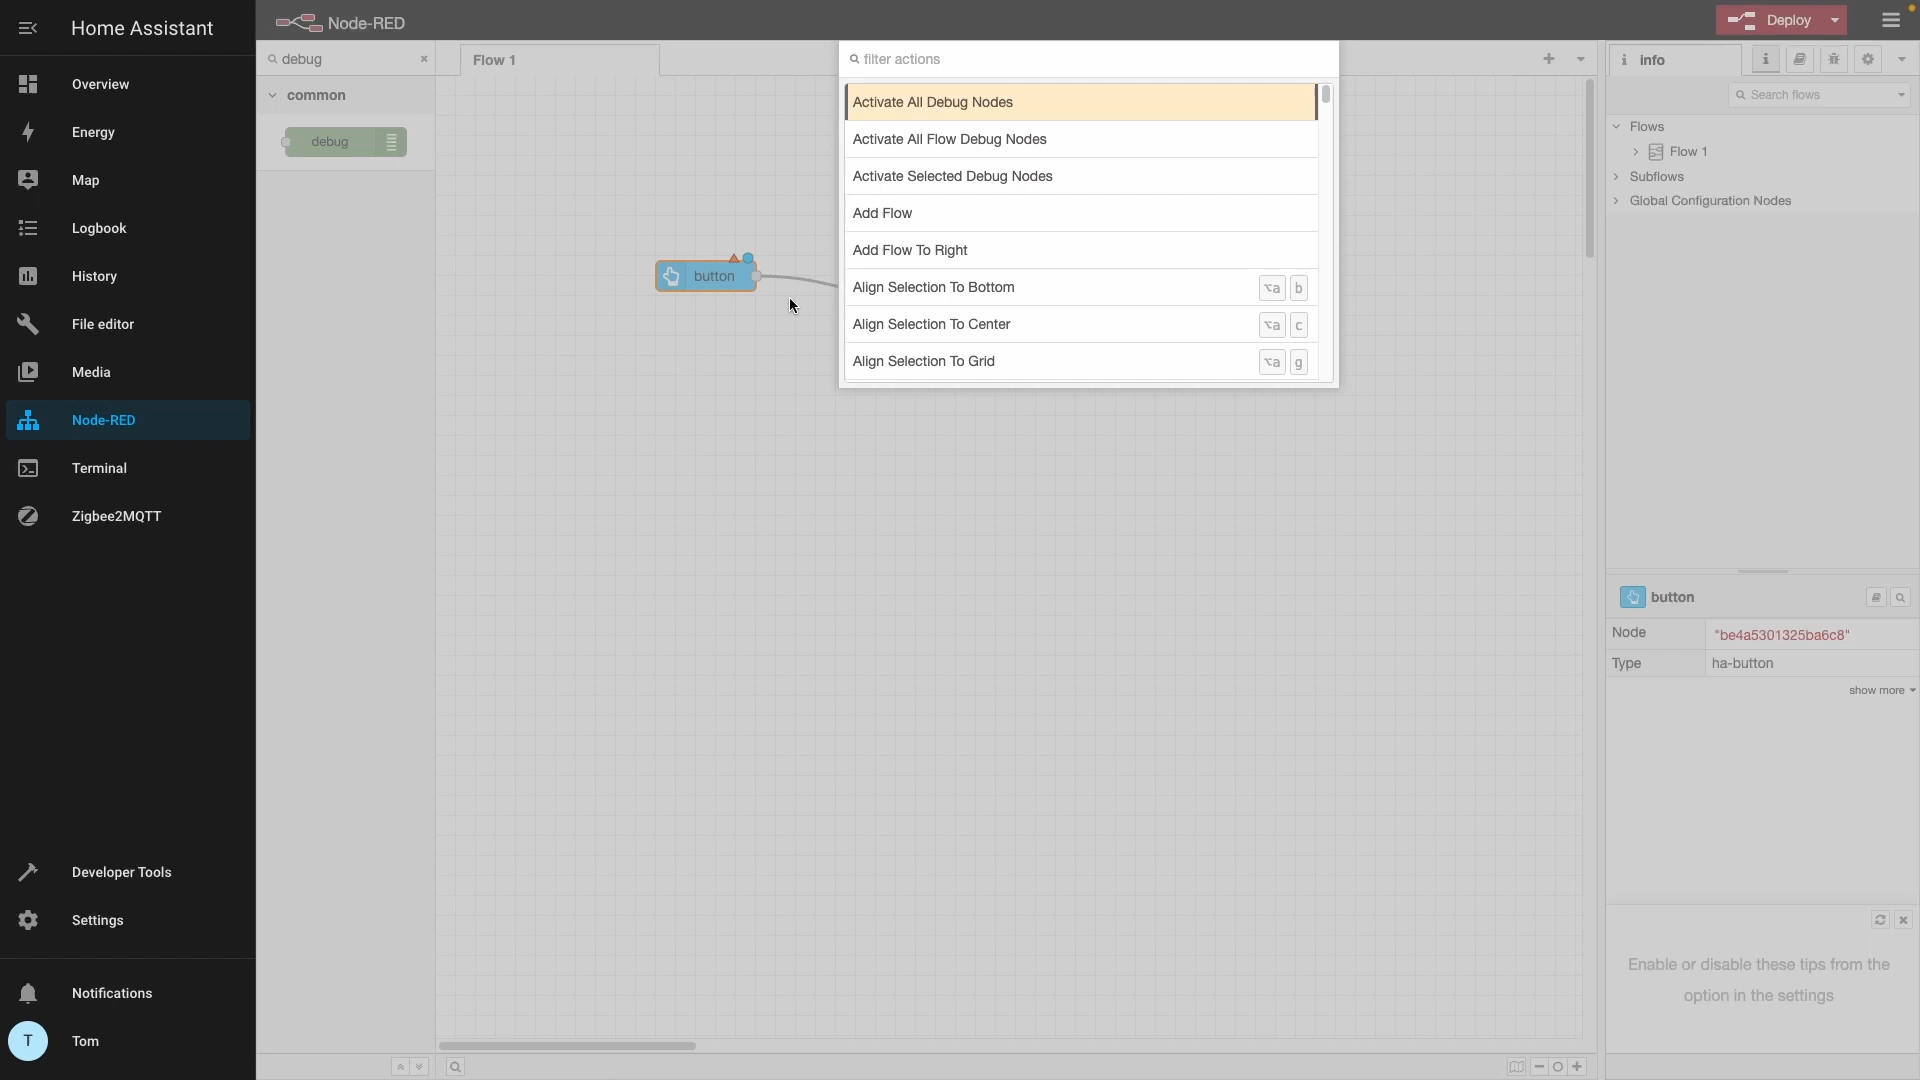 Home Assistant
Overview
Energy
Map
Logbook
History
File editor
Media
Node-RED
Terminal
Zigbee2MQTT
Developer Tools
Settings
Notifications
T
Tom
Node-RED
Deploy
debug
common
debug
Flow 1
button
filter actions
Activate All Debug Nodes
Activate All Flow Debug Nodes
Activate Selected Debug Nodes
Add Flow
Add Flow To Right
Align Selection To Bottom ⌥a b
Align Selection To Center ⌥a c
Align Selection To Grid ⌥a g
info
Search flows
Flows
Flow 1
Subflows
Global Configuration Nodes
button
Node "be4a5301325ba6c8"
Type ha-button
show more
Enable or disable these tips from the
option in the settings